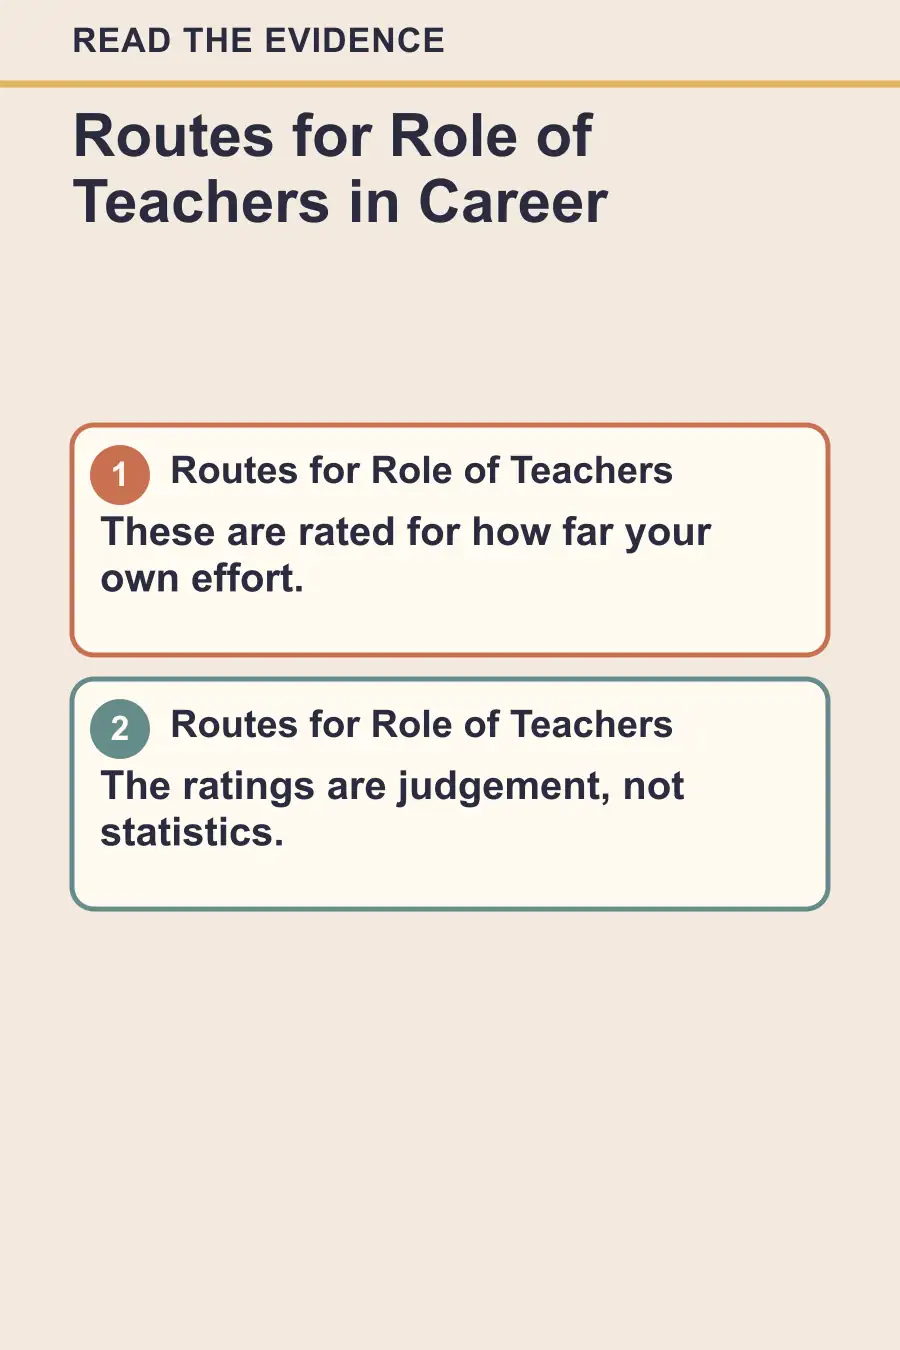 READ THE EVIDENCE
Routes for Role of
Teachers in Career
1 Routes for Role of Teachers
These are rated for how far your
own effort.
2 Routes for Role of Teachers
The ratings are judgement, not
statistics.